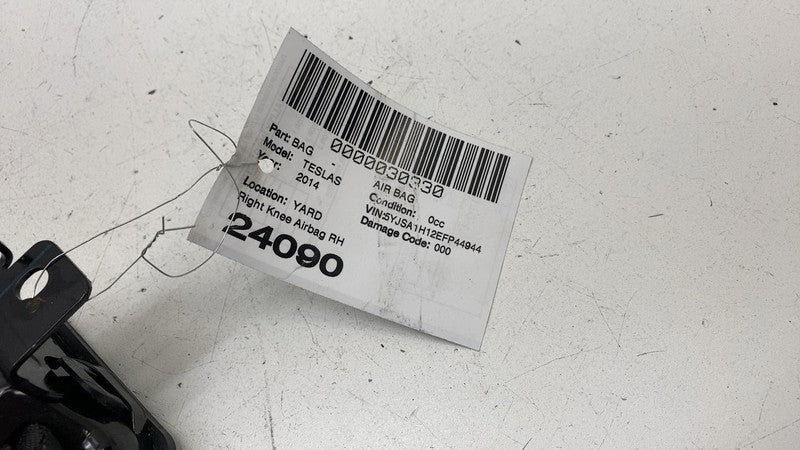 0000030330
Part: BAG - AIR BAG
Model: TESLAS Condition: 0cc
Year: 2014 VIN:5YJSA1H12EFP44944
Damage Code: 000
Location: YARD
Right Knee Airbag RH
24090